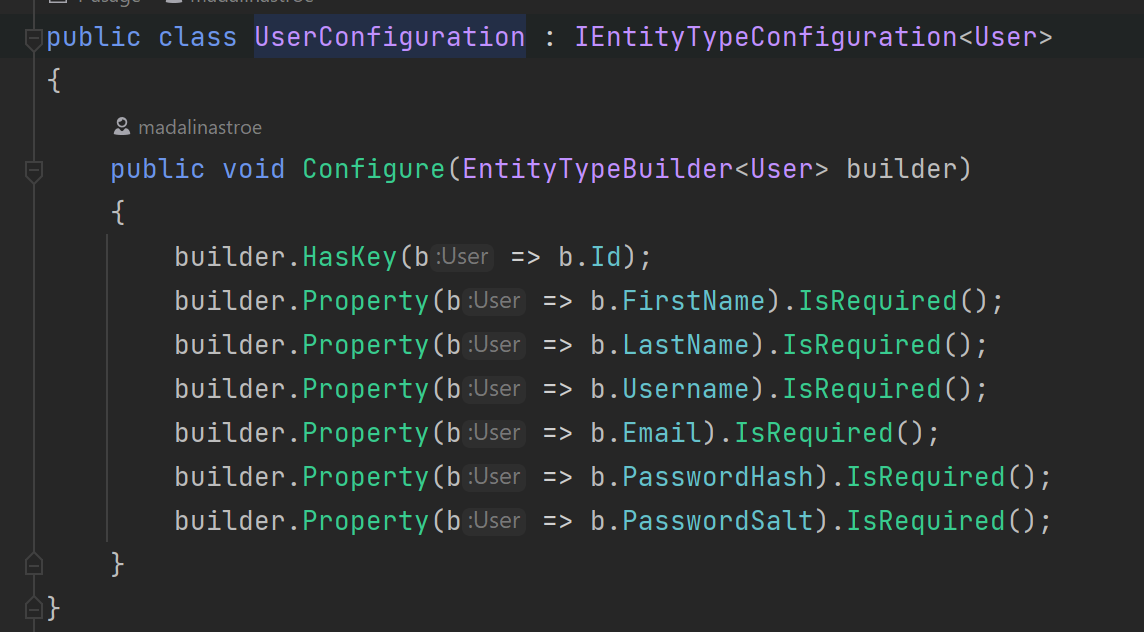 madalinastroe
public class UserConfiguration : IEntityTypeConfiguration<User>
{
madalinastroe
public void Configure(EntityTypeBuilder<User> builder)
{
builder.HasKey(b :User => b.Id);
builder.Property(b :User => b.FirstName).IsRequired();
builder.Property(b :User => b.LastName).IsRequired();
builder.Property(b :User => b.Username).IsRequired();
builder.Property(b :User => b.Email).IsRequired();
builder.Property(b :User => b.PasswordHash).IsRequired();
builder.Property(b :User => b.PasswordSalt).IsRequired();
}
}